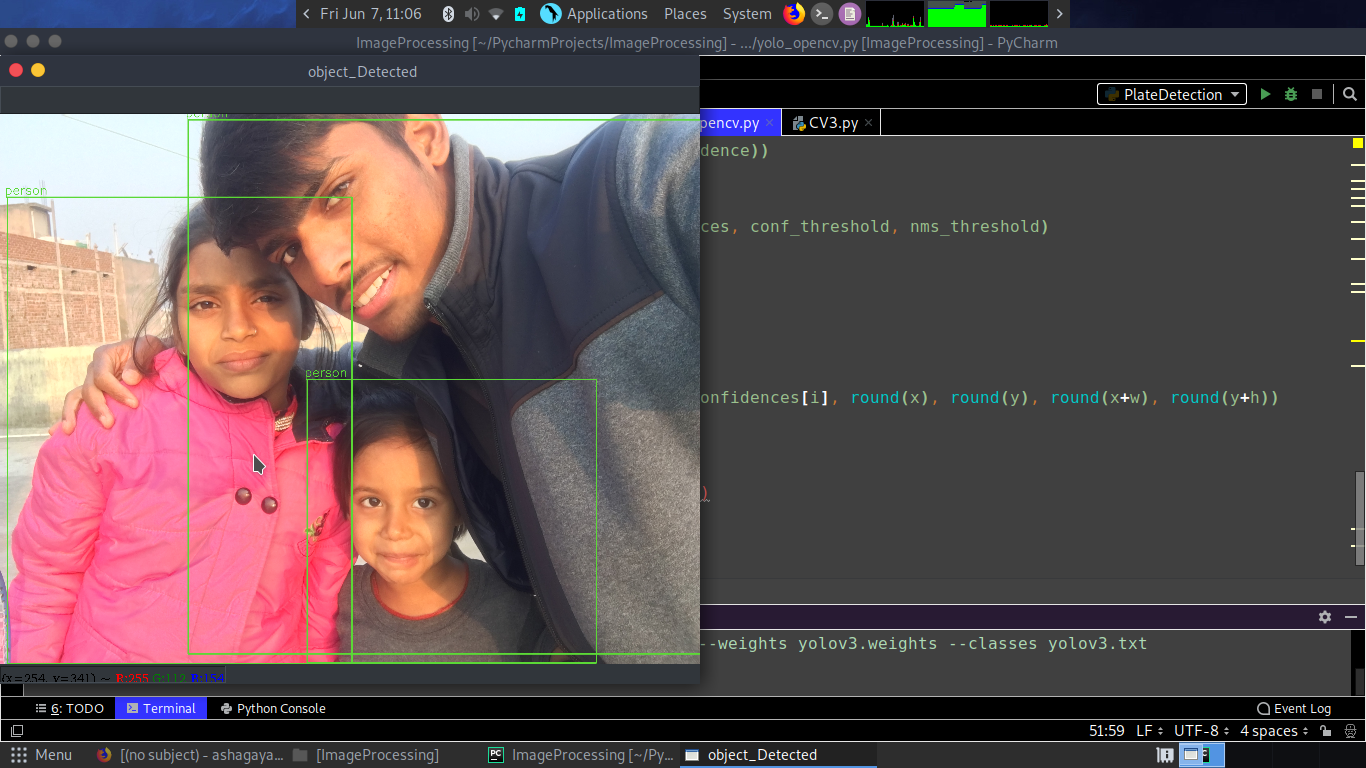 Fri Jun 7, 11:06 Applications Places System
ImageProcessing [~/PycharmProjects/ImageProcessing] - .../yolo_opencv.py [ImageProcessing] - PyCharm
object_Detected
PlateDetection
pencv.py × CV3.py ×
dence))
ces, conf_threshold, nms_threshold)
onfidences[i], round(x), round(y), round(x+w), round(y+h))
)
person
person
person
--weights yolov3.weights --classes yolov3.txt
(x=254, y=341) ~ R:255 G:112 B:154
6: TODO Terminal Python Console Event Log
51:59 LF UTF-8 4 spaces
Menu [(no subject) - ashagaya... [ImageProcessing] PC ImageProcessing [~/Py... object_Detected